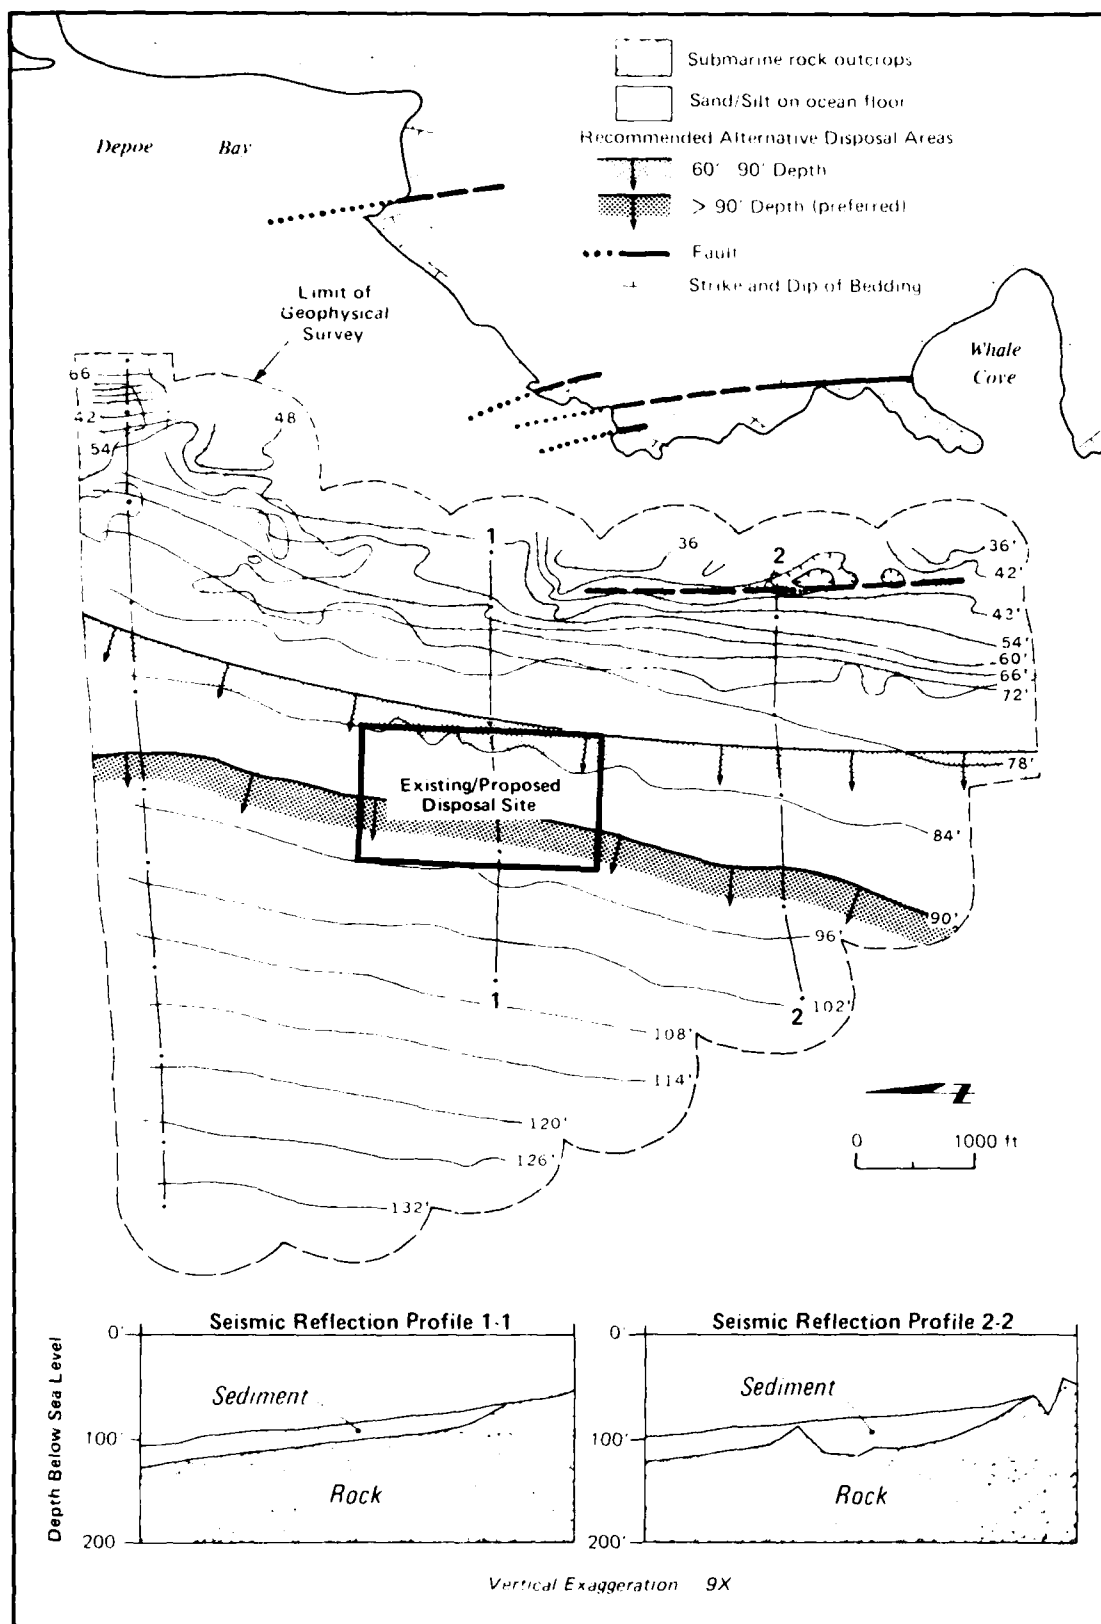 Submarine rock outcrops
Sand/Silt on ocean floor
Recommended Alternative Disposal Areas
60' 90' Depth
> 90' Depth (preferred)
Fault
Strike and Dip of Bedding
Depoe Bay
Limit of
Geophysical
Survey
Whale
Cove
66
42
54
48
1
36
2
36'
42'
43'
54'
60'
66'
72'
78'
Existing/Proposed
Disposal Site
84'
90'
96'
1
102'
2
108'
114'
120'
126'
132'
N
0 1000 ft
Seismic Reflection Profile 1-1
0'
Sediment
100'
Rock
200
Depth Below Sea Level
Seismic Reflection Profile 2-2
0'
Sediment
100'
Rock
200'
Vertical Exaggeration 9X